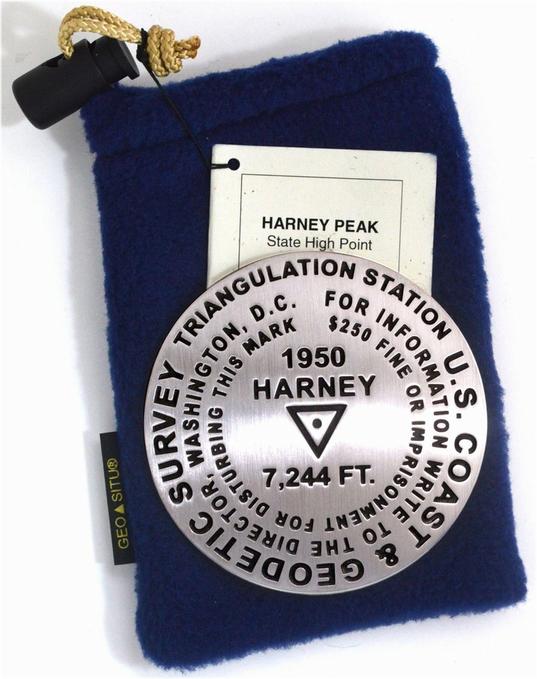 HARNEY PEAK
State High Point
U.S. COAST & GEODETIC SURVEY TRIANGULATION STATION
FOR INFORMATION WRITE TO THE DIRECTOR, WASHINGTON, D.C.
$250 FINE OR IMPRISONMENT FOR DISTURBING THIS MARK
1950
HARNEY
7,244 FT.
GEO▲SITU®